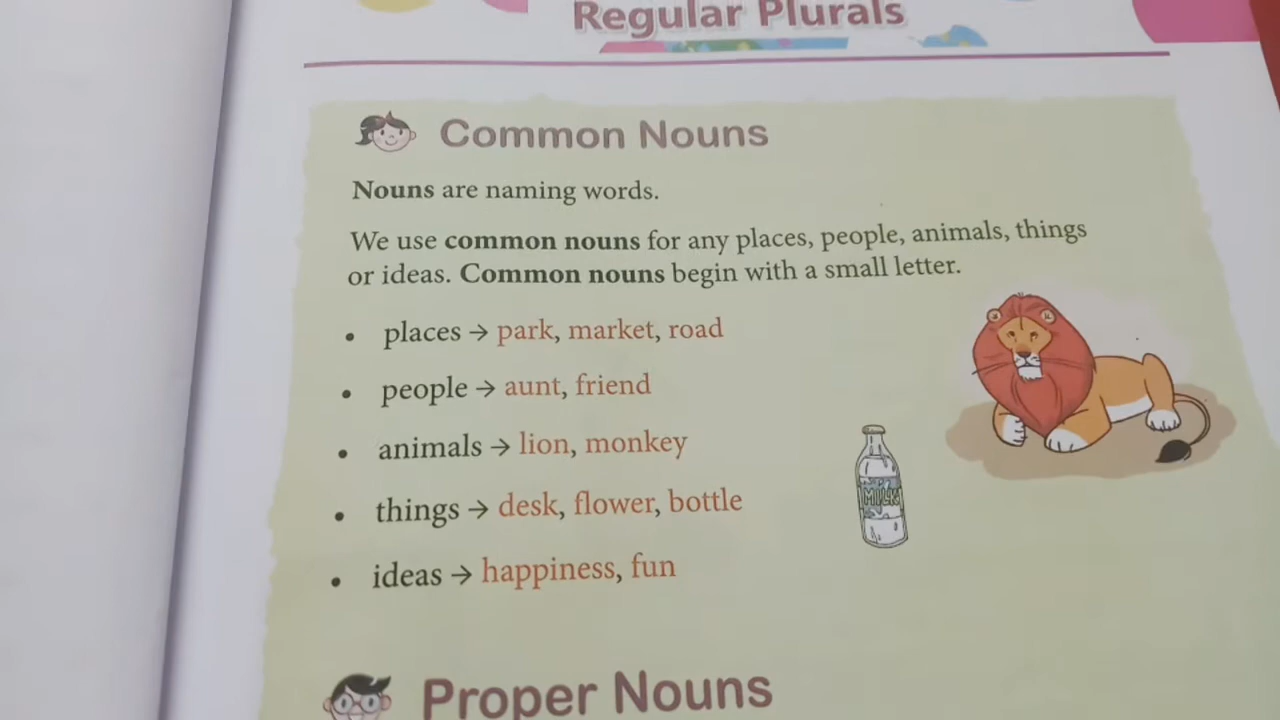 Regular Plurals
Common Nouns
Nouns are naming words.
We use common nouns for any places, people, animals, things
or ideas. Common nouns begin with a small letter.
• places → park, market, road
• people → aunt, friend
• animals → lion, monkey
• things → desk, flower, bottle
• ideas → happiness, fun
MILK
Proper Nouns